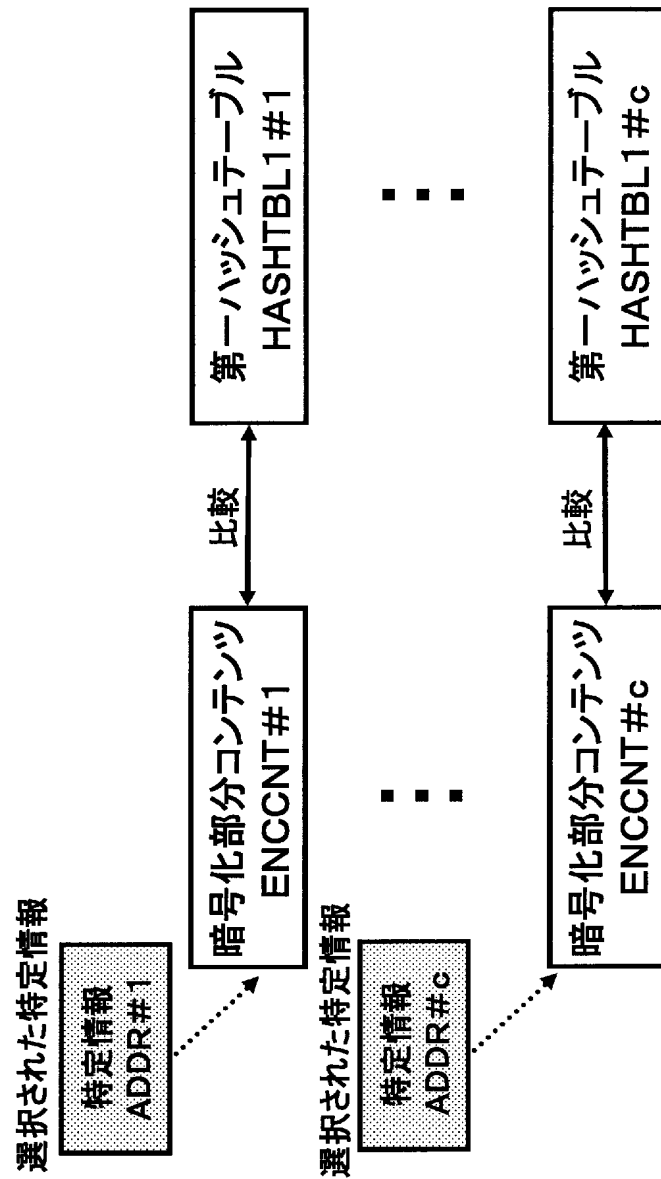 選択された特定情報
特定情報
ADDR#1
暗号化部分コンテンツ
ENCCNT#1
比較
第一ハッシュテーブル
HASHTBL1#1
選択された特定情報
特定情報
ADDR#c
暗号化部分コンテンツ
ENCCNT#c
比較
第一ハッシュテーブル
HASHTBL1#c